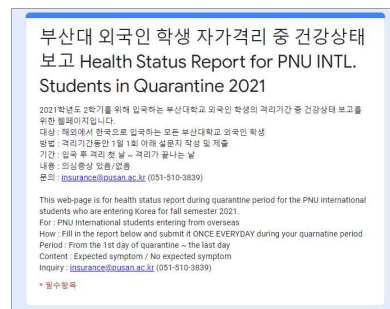 부산대 외국인 학생 자가격리 중 건강상태
보고 Health Status Report for PNU INTL.
Students in Quarantine 2021
2021학년도 2학기를 위해 입국하는 부산대학교 외국인 학생의 격리기간 중 건강상태 보고를
위한 웹페이지입니다.
대상 : 해외에서 한국으로 입국하는 모든 부산대학교 외국인 학생
방법 : 격리기간동안 1일 1회 아래 설문지 작성 및 제출
기간 : 입국 후 격리 첫 날 ~ 격리가 끝나는 날
내용 : 의심증상 있음/없음
문의 : insurance@pusan.ac.kr (051-510-3839)
This web-page is for health status report during quarantine period for the PNU international
students who are entering Korea for fall semester 2021.
For : PNU International students entering from overseas
How : Fill in the report below and submit it ONCE EVERYDAY during your quarnatine period
Period : From the 1st day of quarantine ~ the last day
Content : Expected symptom / No expected symptom
Inquiry : insurance@pusan.ac.kr (051-510-3839)
* 필수항목